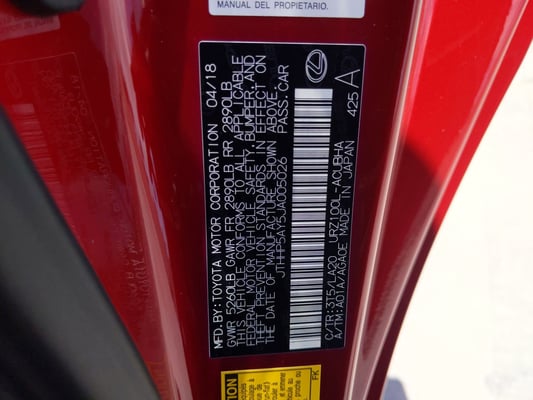 MANUAL DEL PROPIETARIO.
MFD.BY:TOYOTA MOTOR CORPORATION 04/18
GVWR 5260LB GAWR FR 2890LB RR 2890LB
THIS VEHICLE CONFORMS TO ALL APPLICABLE
FEDERAL MOTOR VEHICLE SAFETY, BUMPER, AND
THEFT PREVENTION STANDARDS IN EFFECT ON
THE DATE OF MANUFACTURE SHOWN ABOVE.
JTHHP5AY5JA005026 PASS.CAR
C/TR:3T5/LA20 URZ100L-ACUBHA 425 A
A/TM:A01A/AGA0E MADE IN JAPAN
FK